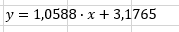 y = 1,0588 · x + 3,1765